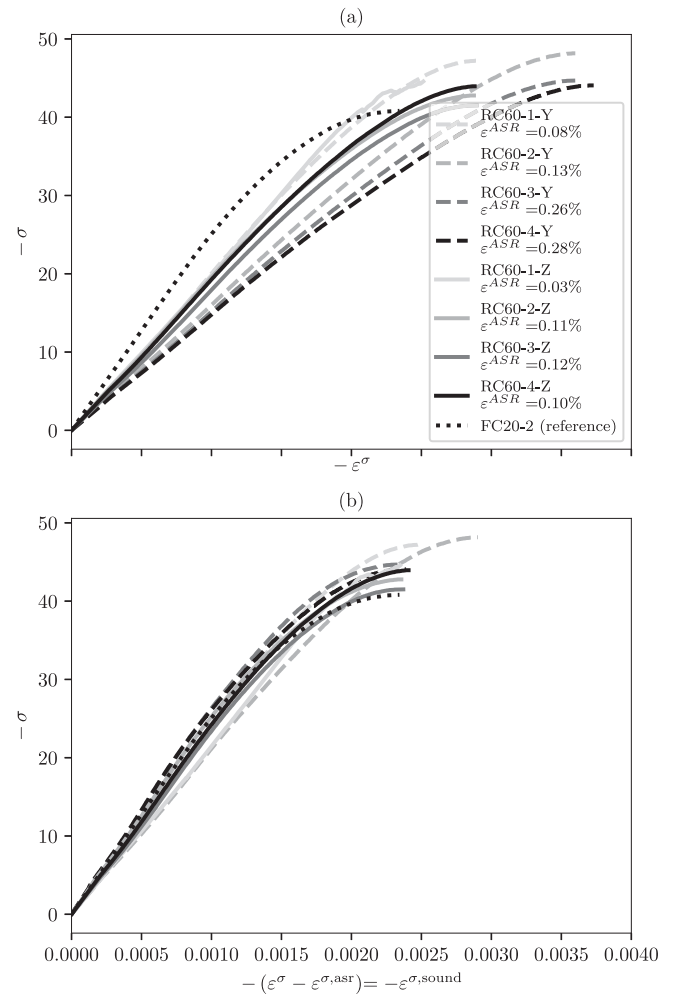 (a)
50
40
30
20
10
0
− σ
RC60-1-Y
ε^ASR =0.08%
RC60-2-Y
ε^ASR =0.13%
RC60-3-Y
ε^ASR =0.26%
RC60-4-Y
ε^ASR =0.28%
RC60-1-Z
ε^ASR =0.03%
RC60-2-Z
ε^ASR =0.11%
RC60-3-Z
ε^ASR =0.12%
RC60-4-Z
ε^ASR =0.10%
FC20-2 (reference)
− ε^σ
(b)
50
40
30
20
10
0
− σ
0.0000 0.0005 0.0010 0.0015 0.0020 0.0025 0.0030 0.0035 0.0040
− (ε^σ − ε^σ,asr)= −ε^σ,sound